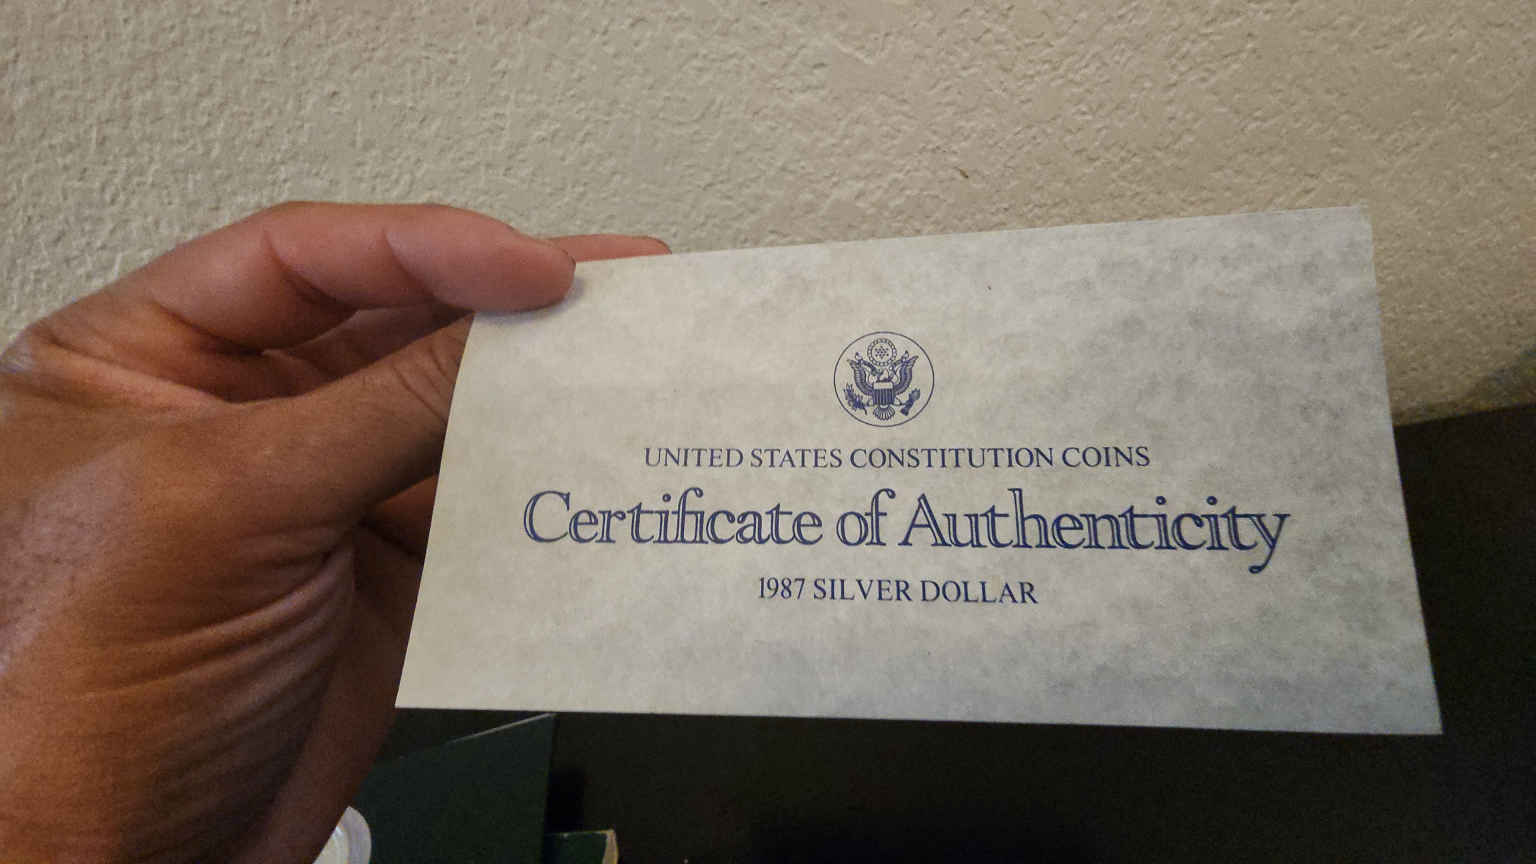 UNITED STATES CONSTITUTION COINS
Certificate of Authenticity
1987 SILVER DOLLAR